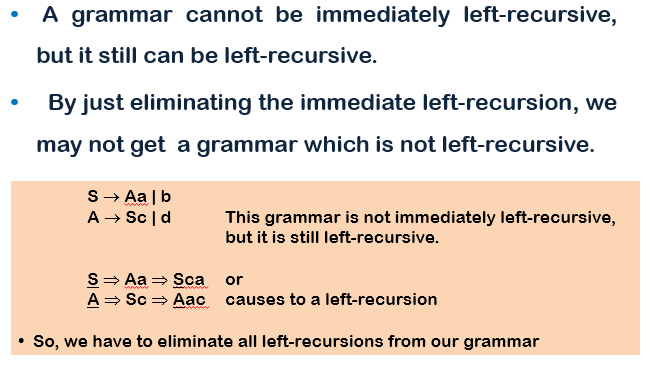 • A grammar cannot be immediately left-recursive,
but it still can be left-recursive.
• By just eliminating the immediate left-recursion, we
may not get a grammar which is not left-recursive.
S → Aa | b
A → Sc | d This grammar is not immediately left-recursive,
but it is still left-recursive.
S ⇒ Aa ⇒ Sca or
A ⇒ Sc ⇒ Aac causes to a left-recursion
• So, we have to eliminate all left-recursions from our grammar